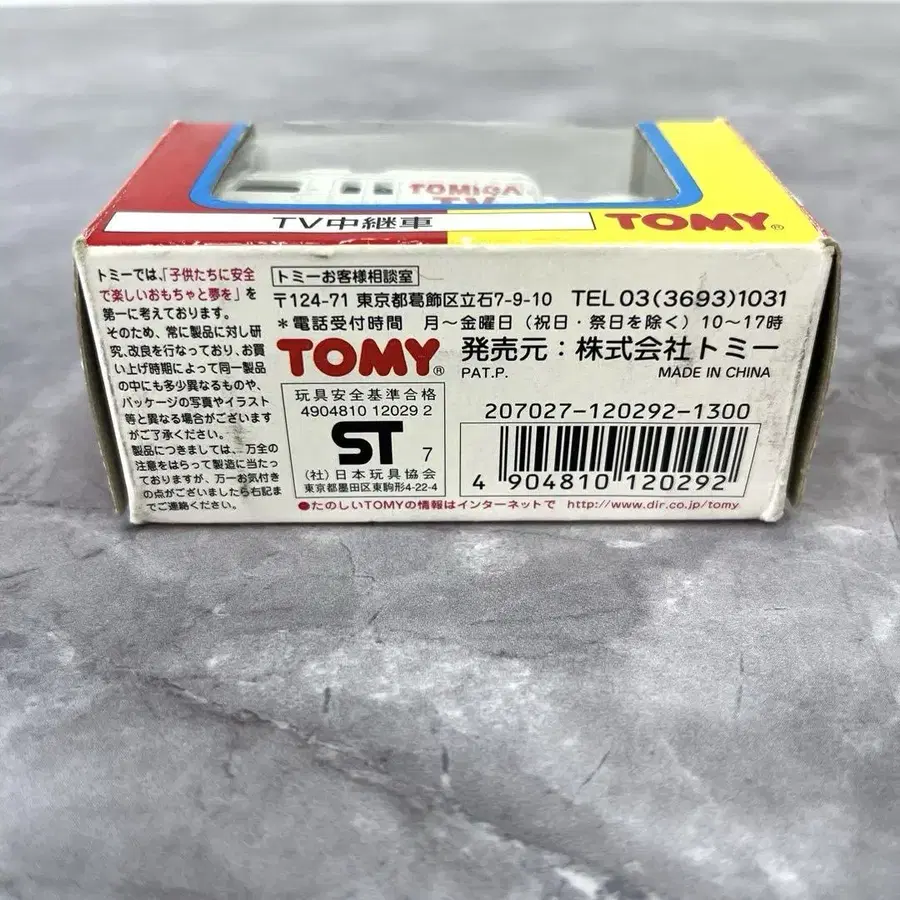 TOMICA
TV
TV中継車
TOMY®
トミーでは、「子供たちに安全
で楽しいおもちゃと夢を」を
第一に考えております。
そのため、常に製品に対し研
究、改良を行なっており、お買
い上げ時期によって同一製品
の中にも多少異なるものや、
パッケージの写真やイラスト
等と異なる場合がございます
がご了承ください。
製品につきましては、万全の
注意をはらって製造に当たっ
ておりますが、万一お気付き
の点がございましたら右記ま
でご連絡ください。
トミーお客様相談室
〒124-71 東京都葛飾区立石7-9-10 TEL 03(3693)1031
*電話受付時間 月~金曜日(祝日・祭日を除く)10~17時
TOMY®
発売元:株式会社トミー
PAT.P. MADE IN CHINA
玩具安全基準合格
4904810 12029 2
ST 7
(社)日本玩具協会
東京都墨田区東駒形4-22-4
207027-120292-1300
4 904810 120292
●たのしいTOMYの情報はインターネットで http://www.dir.co.jp/tomy